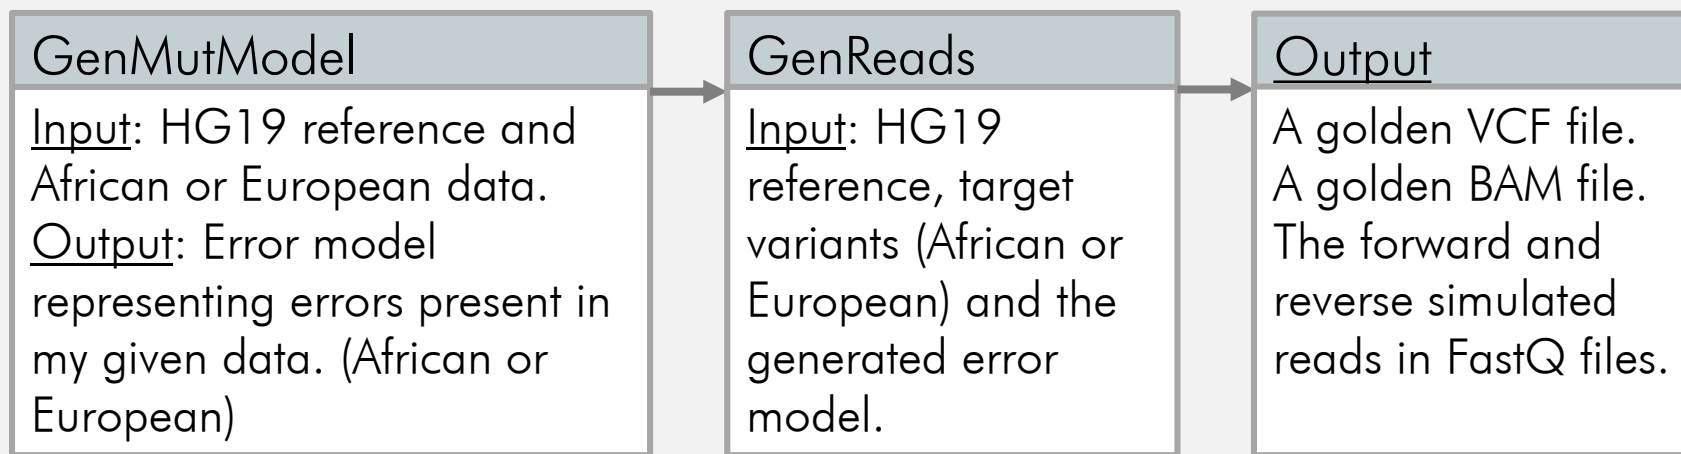 GenMutModel
Input: HG19 reference and
African or European data.
Output: Error model
representing errors present in
my given data. (African or
European)
GenReads
Input: HG19
reference, target
variants (African or
European) and the
generated error
model.
Output
A golden VCF file.
A golden BAM file.
The forward and
reverse simulated
reads in FastQ files.